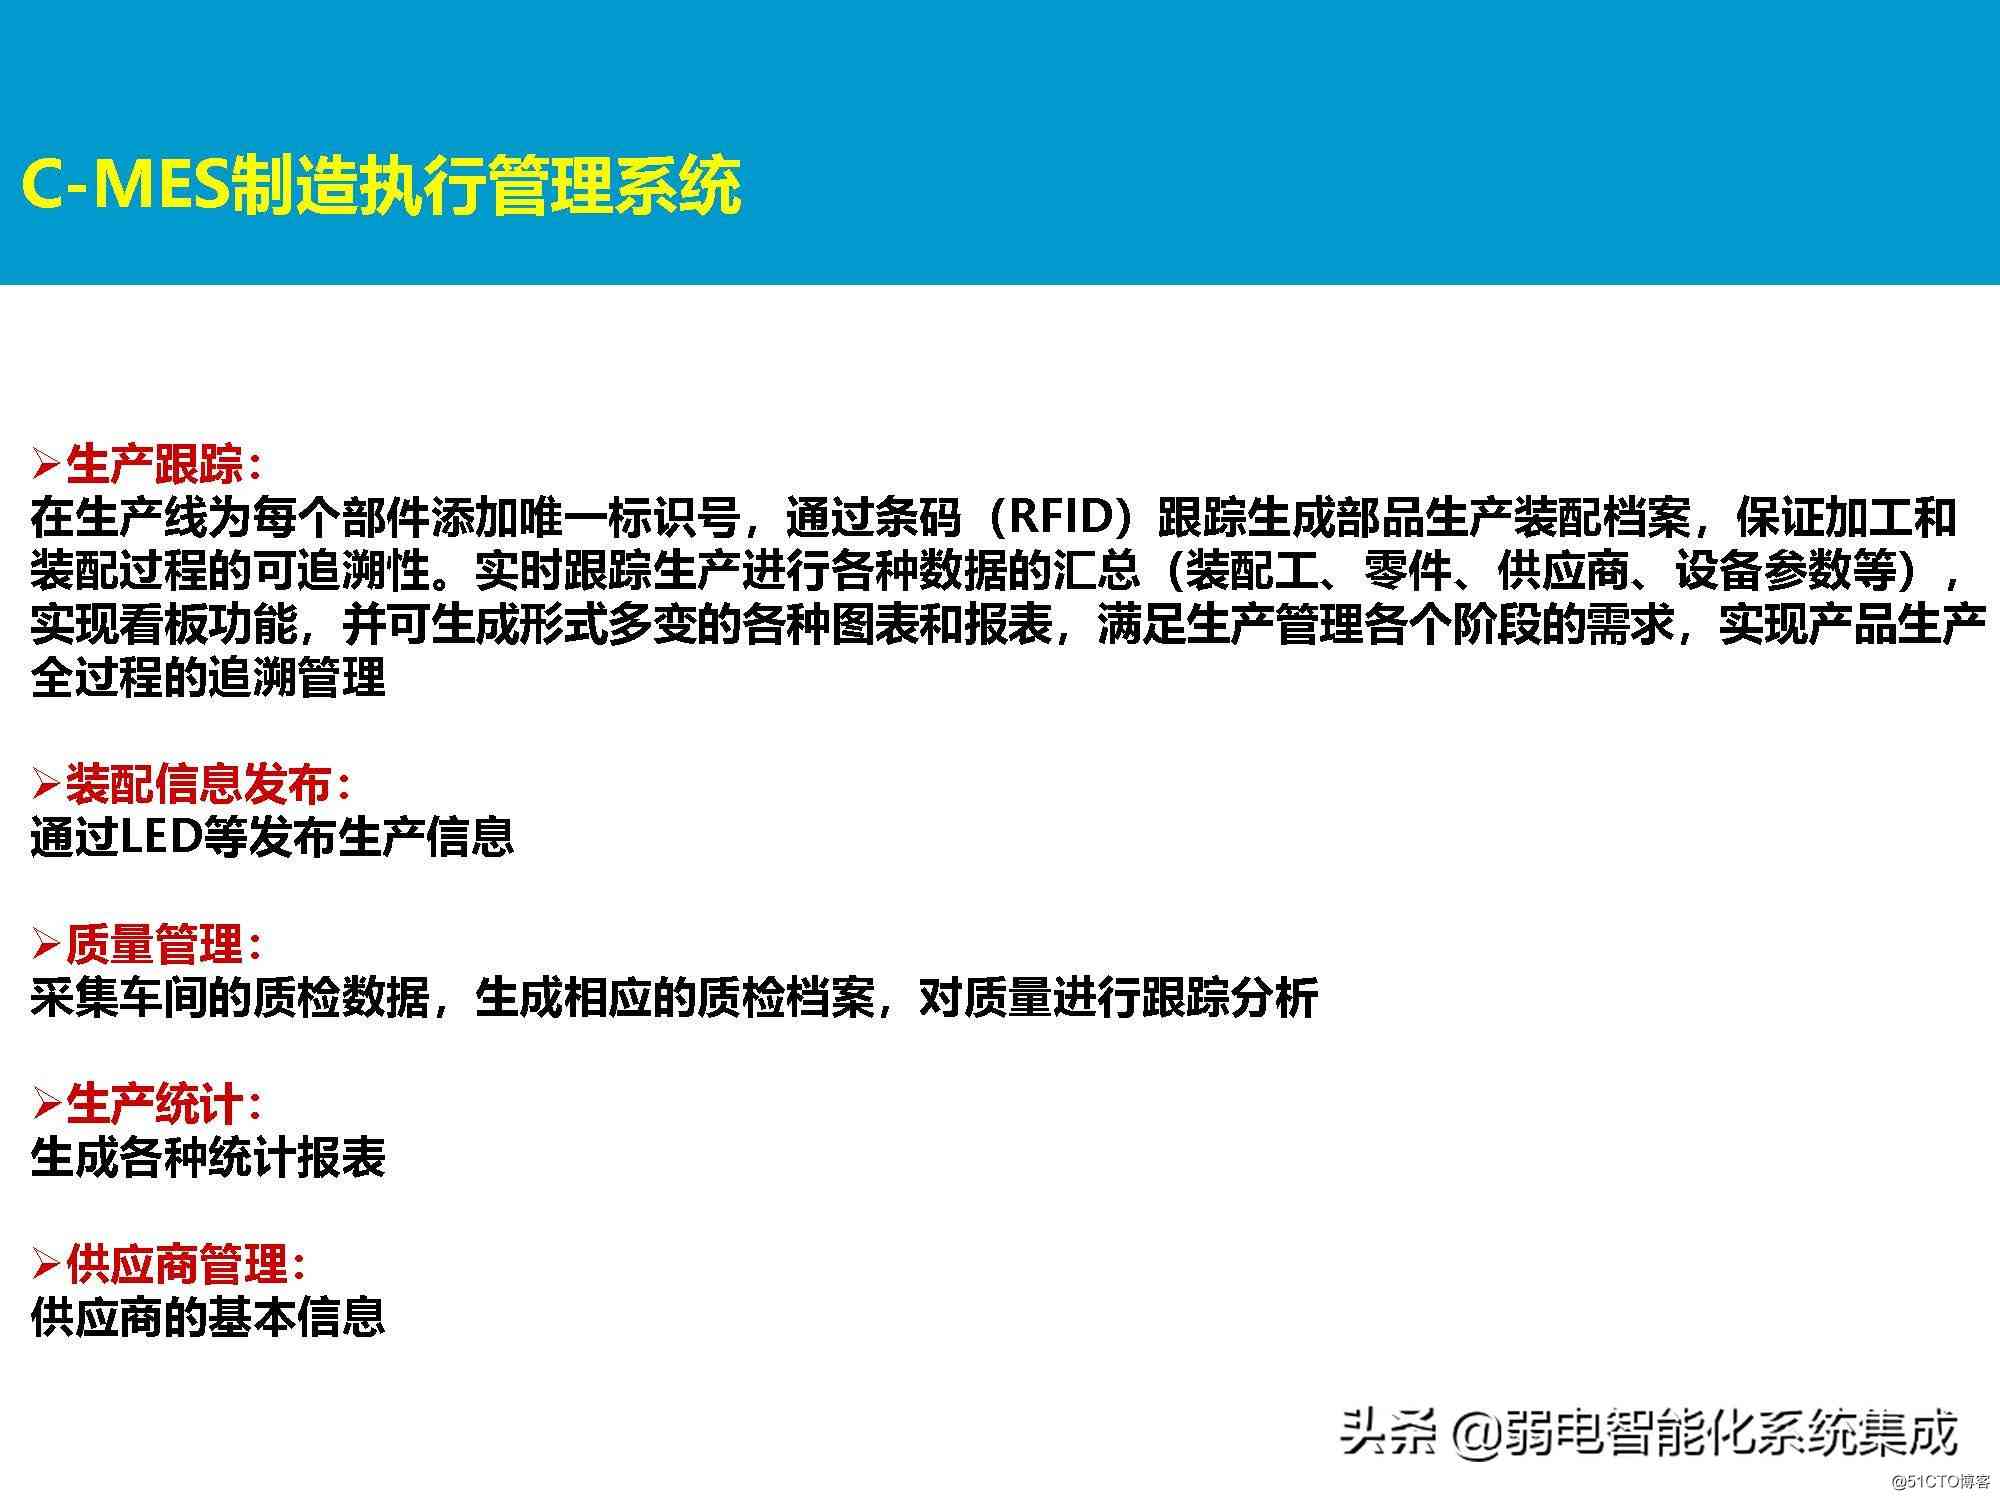 C-MES制造执行管理系统
➢生产跟踪：
在生产线为每个部件添加唯一标识号，通过条码（RFID）跟踪生成部品生产装配档案，保证加工和
装配过程的可追溯性。实时跟踪生产进行各种数据的汇总（装配工、零件、供应商、设备参数等），
实现看板功能，并可生成形式多变的各种图表和报表，满足生产管理各个阶段的需求，实现产品生产
全过程的追溯管理
➢装配信息发布：
通过LED等发布生产信息
➢质量管理：
采集车间的质检数据，生成相应的质检档案，对质量进行跟踪分析
➢生产统计：
生成各种统计报表
➢供应商管理：
供应商的基本信息
头条 @弱电智能化系统集成
@51CTO博客